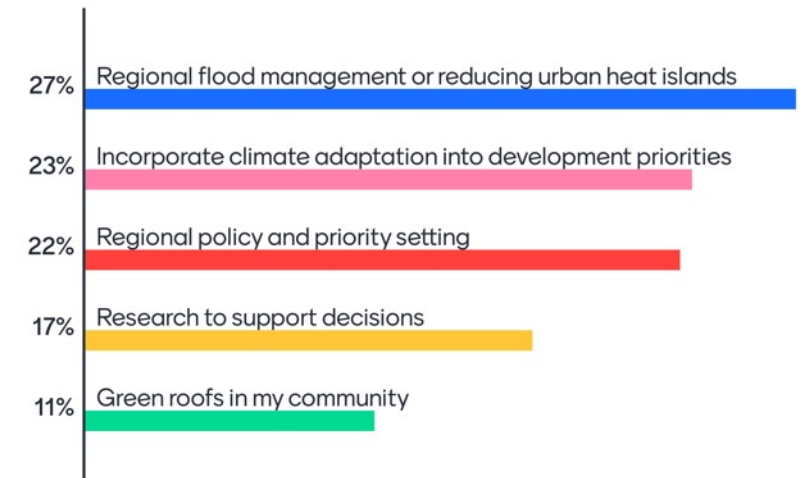 27% Regional flood management or reducing urban heat islands
23% Incorporate climate adaptation into development priorities
22% Regional policy and priority setting
17% Research to support decisions
11% Green roofs in my community